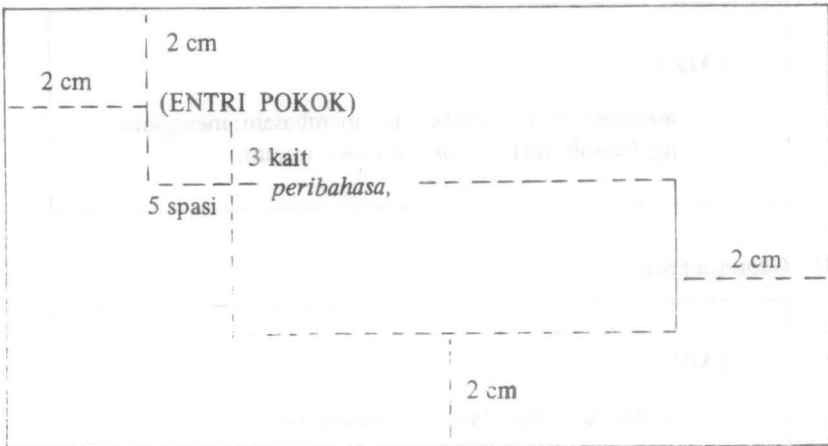 2 cm
2 cm
(ENTRI POKOK)
3 kait
peribahasa,
5 spasi
2 cm
2 cm